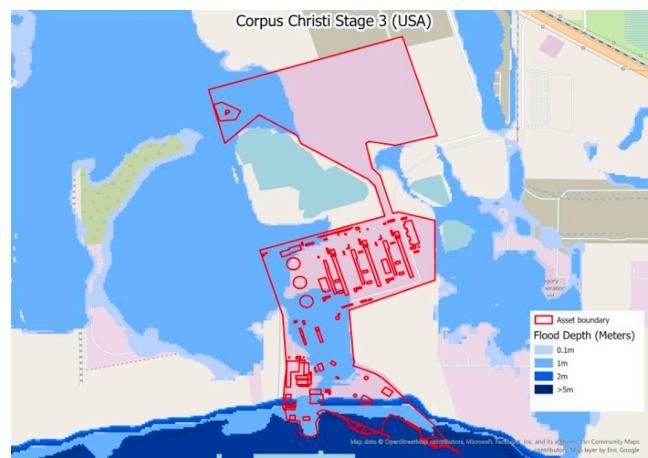 Corpus Christi Stage 3 (USA)
Asset boundary
Flood Depth (Meters)
0.1m
1m
2m
>5m
Map data © OpenStreetMap contributors, Microsoft, Facebook, Inc. and its affiliates, Esri Community Maps
contributors, Map layer by Esri, Google